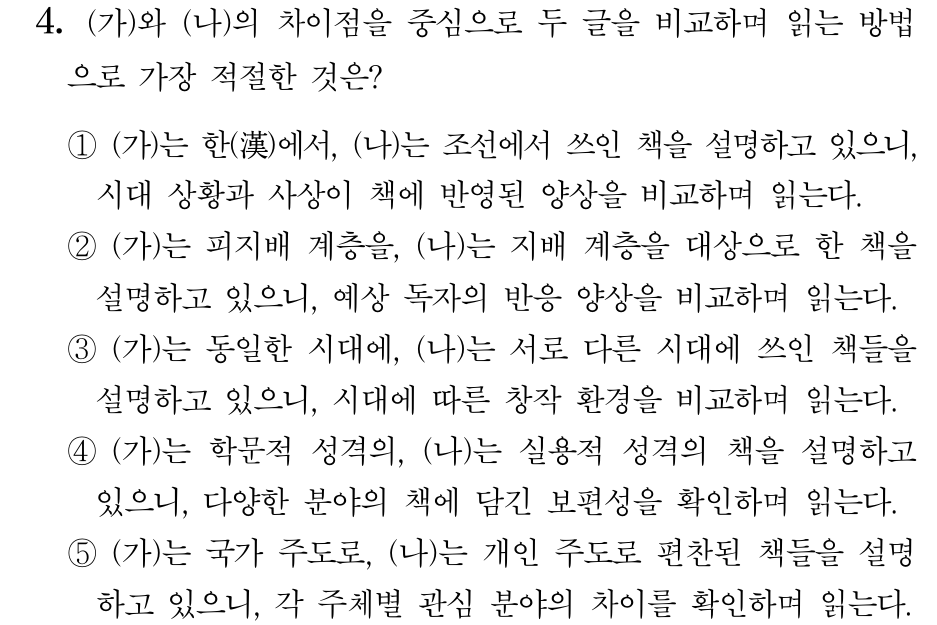 4. (가)와 (나)의 차이점을 중심으로 두 글을 비교하며 읽는 방법
으로 가장 적절한 것은?
① (가)는 한(漢)에서, (나)는 조선에서 쓰인 책을 설명하고 있으니,
시대 상황과 사상이 책에 반영된 양상을 비교하며 읽는다.
② (가)는 피지배 계층을, (나)는 지배 계층을 대상으로 한 책을
설명하고 있으니, 예상 독자의 반응 양상을 비교하며 읽는다.
③ (가)는 동일한 시대에, (나)는 서로 다른 시대에 쓰인 책들을
설명하고 있으니, 시대에 따른 창작 환경을 비교하며 읽는다.
④ (가)는 학문적 성격의, (나)는 실용적 성격의 책을 설명하고
있으니, 다양한 분야의 책에 담긴 보편성을 확인하며 읽는다.
⑤ (가)는 국가 주도로, (나)는 개인 주도로 편찬된 책들을 설명
하고 있으니, 각 주체별 관심 분야의 차이를 확인하며 읽는다.